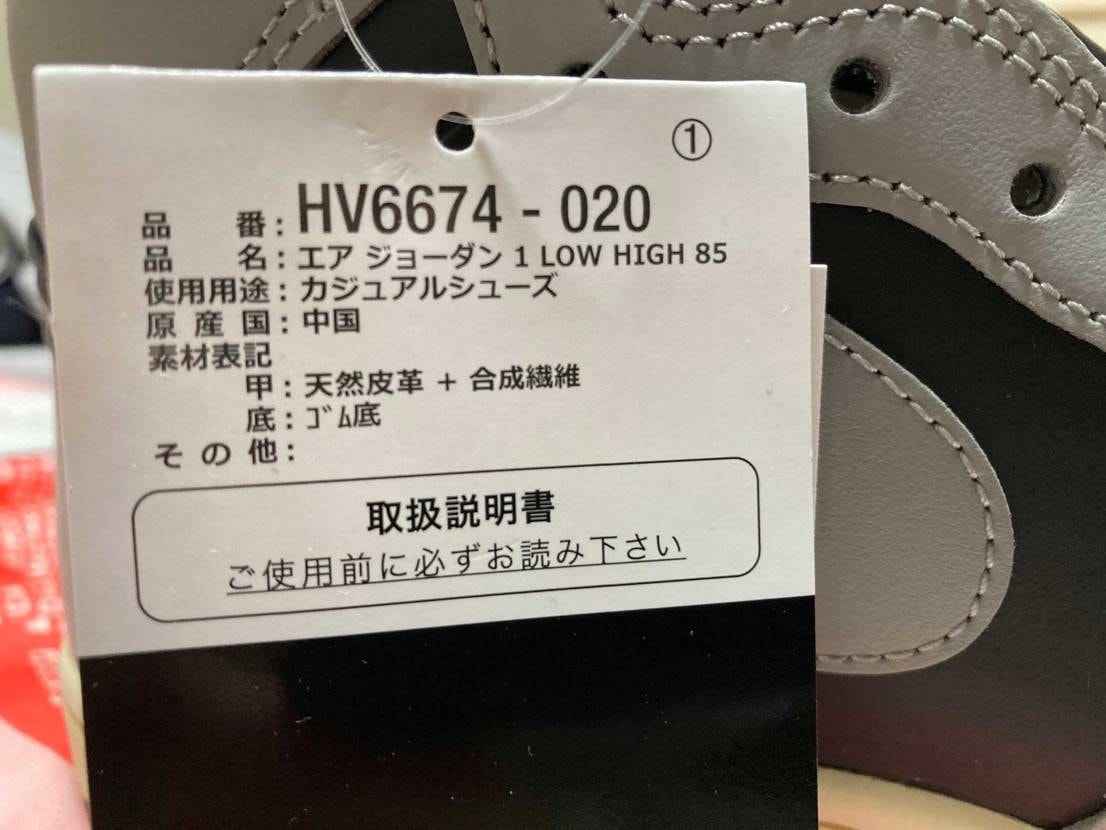 ①
品 番：HV6674 - 020
品 名：エア ジョーダン 1 LOW HIGH 85
使用用途：カジュアルシューズ
原 産 国：中国
素材表記
甲：天然皮革 + 合成繊維
底：ｺﾞﾑ底
そ の 他：
取扱説明書
ご使用前に必ずお読み下さい